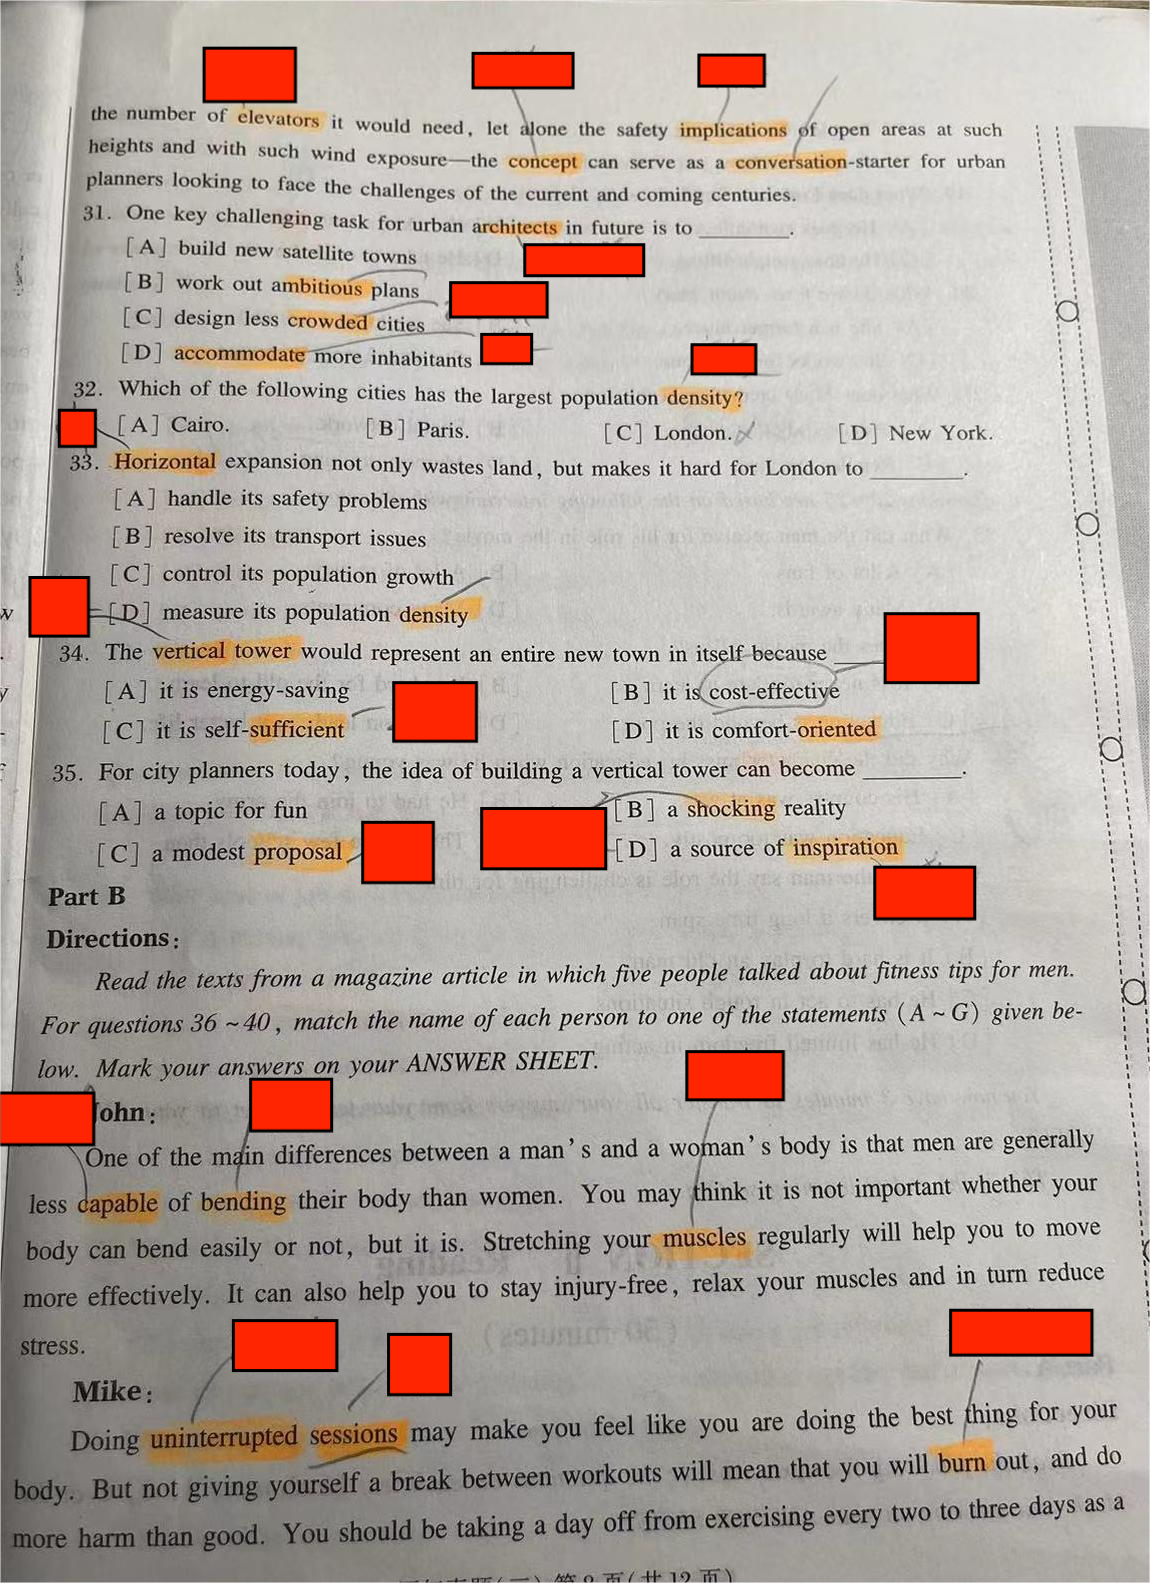 the number of elevators it would need, let alone the safety implications of open areas at such
heights and with such wind exposure—the concept can serve as a conversation-starter for urban
planners looking to face the challenges of the current and coming centuries.
31. One key challenging task for urban architects in future is to ________.
[A] build new satellite towns
[B] work out ambitious plans
[C] design less crowded cities
[D] accommodate more inhabitants
32. Which of the following cities has the largest population density?
[A] Cairo. [B] Paris. [C] London. [D] New York.
33. Horizontal expansion not only wastes land, but makes it hard for London to ________.
[A] handle its safety problems
[B] resolve its transport issues
[C] control its population growth
[D] measure its population density
34. The vertical tower would represent an entire new town in itself because ____
[A] it is energy-saving [B] it is cost-effective
[C] it is self-sufficient [D] it is comfort-oriented
35. For city planners today, the idea of building a vertical tower can become ________.
[A] a topic for fun [B] a shocking reality
[C] a modest proposal [D] a source of inspiration
Part B
Directions:
Read the texts from a magazine article in which five people talked about fitness tips for men.
For questions 36~40, match the name of each person to one of the statements (A~G) given be-
low. Mark your answers on your ANSWER SHEET.
John:
One of the main differences between a man's and a woman's body is that men are generally
less capable of bending their body than women. You may think it is not important whether your
body can bend easily or not, but it is. Stretching your muscles regularly will help you to move
more effectively. It can also help you to stay injury-free, relax your muscles and in turn reduce
stress.
Mike:
Doing uninterrupted sessions may make you feel like you are doing the best thing for your
body. But not giving yourself a break between workouts will mean that you will burn out, and do
more harm than good. You should be taking a day off from exercising every two to three days as a